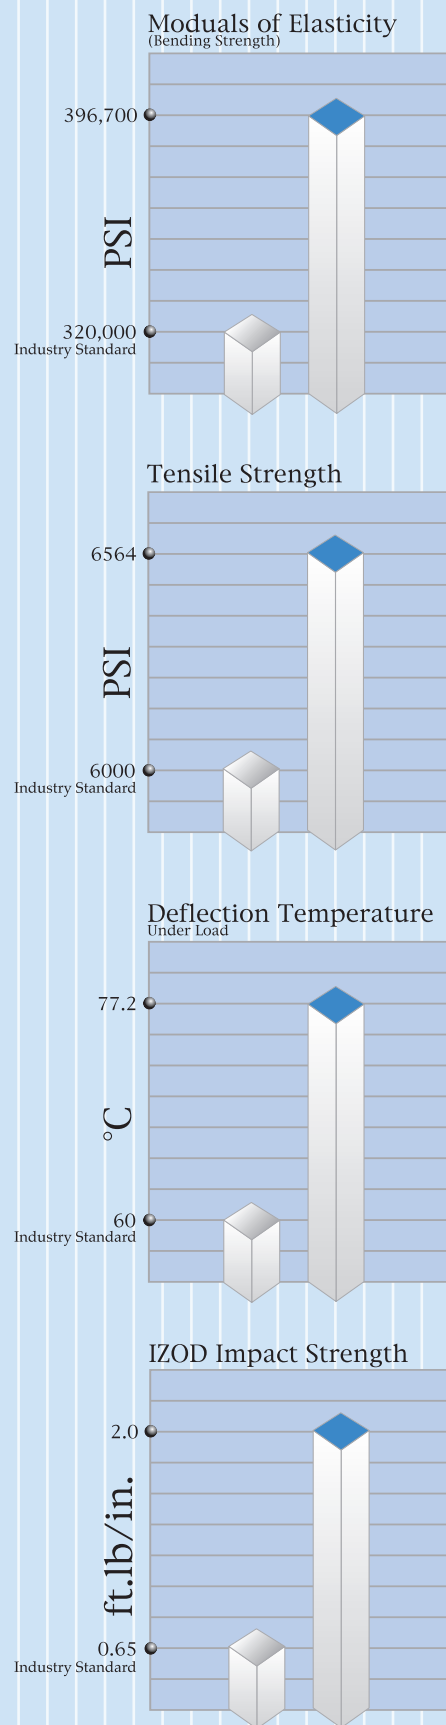 Moduals of Elasticity
(Bending Strength)
396,700
PSI
320,000
Industry Standard
Tensile Strength
6564
PSI
6000
Industry Standard
Deflection Temperature
Under Load
77.2
°C
60
Industry Standard
IZOD Impact Strength
2.0
ft.lb/in.
0.65
Industry Standard